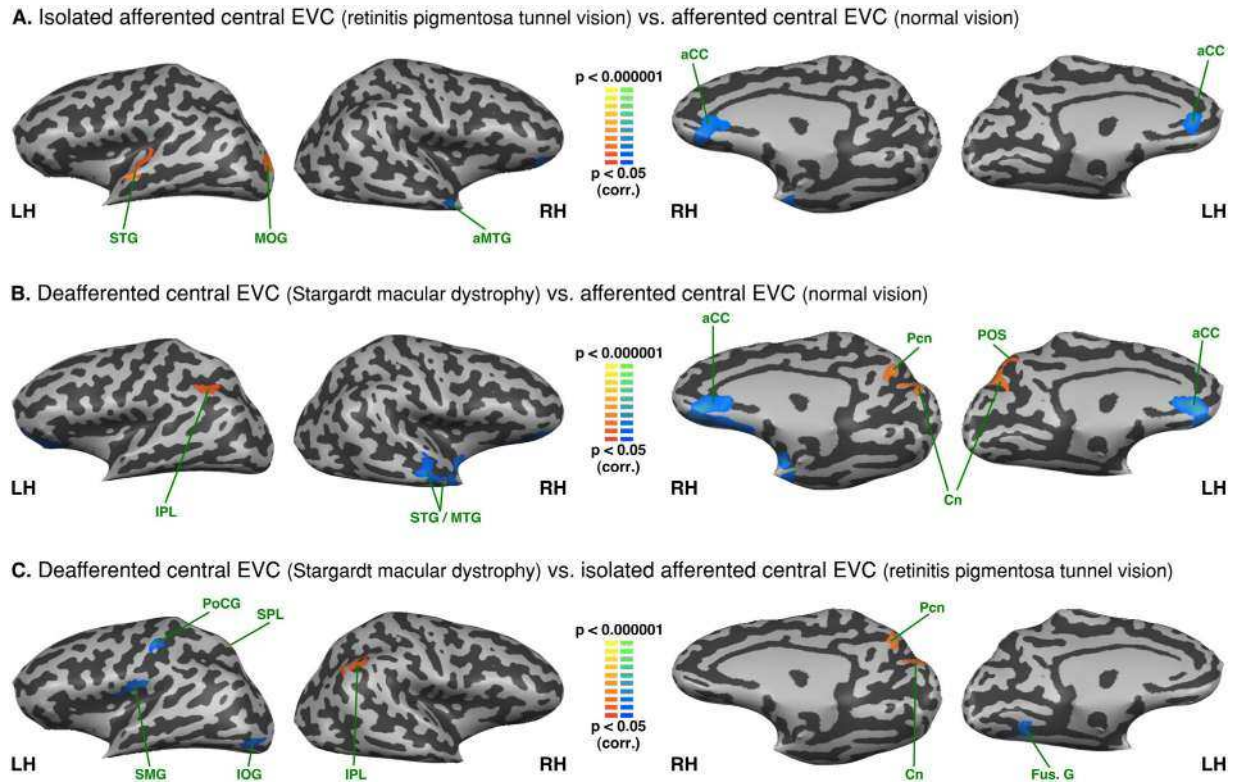 A. Isolated afferented central EVC (retinitis pigmentosa tunnel vision) vs. afferented central EVC (normal vision)
aCC
aCC
p < 0.000001
p < 0.05
(corr.)
LH
RH
RH
LH
STG
MOG
aMTG
B. Deafferented central EVC (Stargardt macular dystrophy) vs. afferented central EVC (normal vision)
aCC
Pcn
POS
aCC
p < 0.000001
p < 0.05
(corr.)
LH
RH
RH
Cn
LH
IPL
STG / MTG
C. Deafferented central EVC (Stargardt macular dystrophy) vs. isolated afferented central EVC (retinitis pigmentosa tunnel vision)
PoCG
SPL
Pcn
p < 0.000001
p < 0.05
(corr.)
LH
SMG
IOG
IPL
RH
RH
Cn
Fus. G
LH